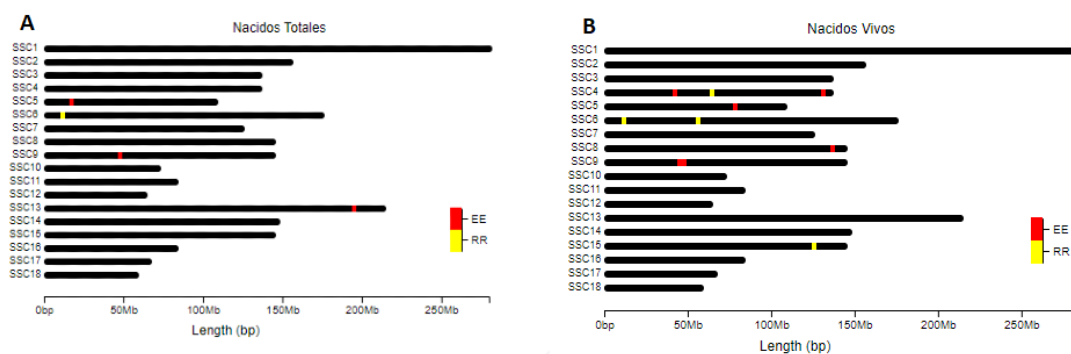 A
Nacidos Totales
SSC1
SSC2
SSC3
SSC4
SSC5
SSC6
SSC7
SSC8
SSC9
SSC10
SSC11
SSC12
SSC13
SSC14
SSC15
SSC16
SSC17
SSC18
EE
RR
0bp 50Mb 100Mb 150Mb 200Mb 250Mb
Length (bp)
B
Nacidos Vivos
SSC1
SSC2
SSC3
SSC4
SSC5
SSC6
SSC7
SSC8
SSC9
SSC10
SSC11
SSC12
SSC13
SSC14
SSC15
SSC16
SSC17
SSC18
EE
RR
0bp 50Mb 100Mb 150Mb 200Mb 250Mb
Length (bp)